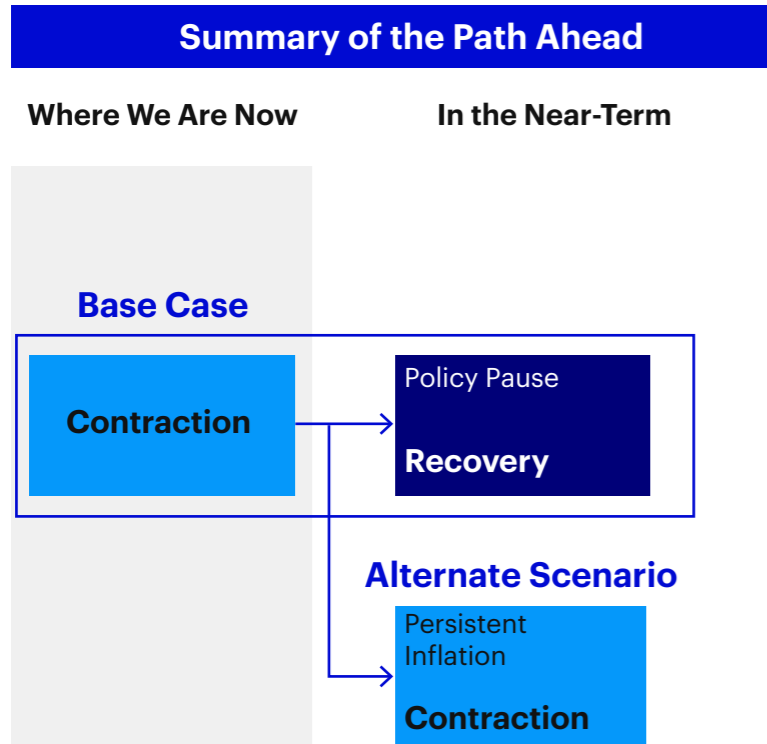 Summary of the Path Ahead
Where We Are Now
In the Near-Term
Base Case
Contraction
Policy Pause
Recovery
Alternate Scenario
Persistent
Inflation
Contraction